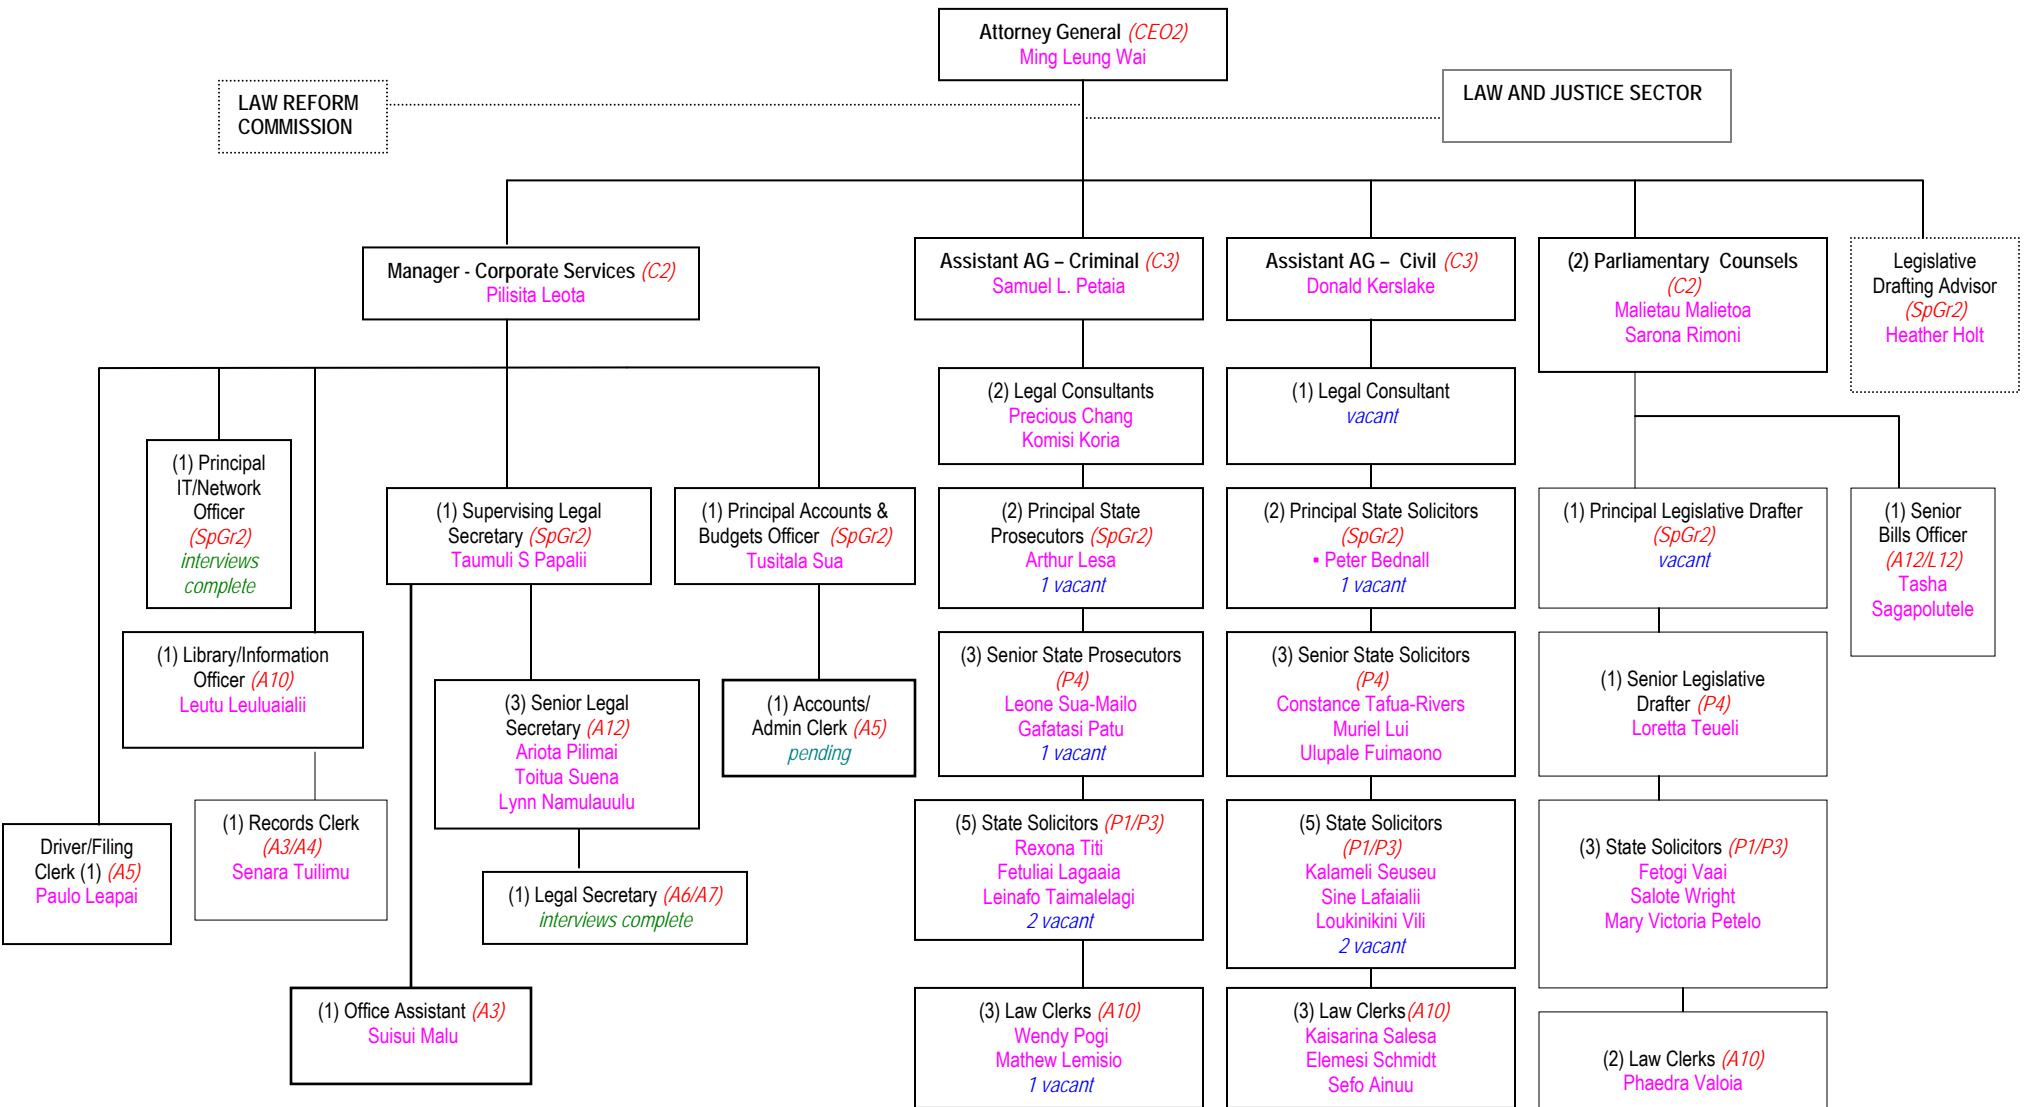 Attorney General (CEO2)
Ming Leung Wai
LAW REFORM
COMMISSION
LAW AND JUSTICE SECTOR
Manager - Corporate Services (C2)
Pilisita Leota
Assistant AG – Criminal (C3)
Samuel L. Petaia
Assistant AG – Civil (C3)
Donald Kerslake
(2) Parliamentary Counsels
(C2)
Malietau Malietoa
Sarona Rimoni
Legislative
Drafting Advisor
(SpGr2)
Heather Holt
(2) Legal Consultants
Precious Chang
Komisi Koria
(1) Legal Consultant
vacant
(1) Principal
IT/Network
Officer
(SpGr2)
interviews
complete
(1) Supervising Legal
Secretary (SpGr2)
Taumuli S Papalii
(1) Principal Accounts &
Budgets Officer (SpGr2)
Tusitala Sua
(2) Principal State
Prosecutors (SpGr2)
Arthur Lesa
1 vacant
(2) Principal State Solicitors
(SpGr2)
▪ Peter Bednall
1 vacant
(1) Principal Legislative Drafter
(SpGr2)
vacant
(1) Senior
Bills Officer
(A12/L12)
Tasha
Sagapolutele
(1) Library/Information
Officer (A10)
Leutu Leuluaialii
(3) Senior Legal
Secretary (A12)
Ariota Pilimai
Toitua Suena
Lynn Namulauulu
(1) Accounts/
Admin Clerk (A5)
pending
(3) Senior State Prosecutors
(P4)
Leone Sua-Mailo
Gafatasi Patu
1 vacant
(3) Senior State Solicitors
(P4)
Constance Tafua-Rivers
Muriel Lui
Ulupale Fuimaono
(1) Senior Legislative
Drafter (P4)
Loretta Teueli
Driver/Filing
Clerk (1) (A5)
Paulo Leapai
(1) Records Clerk
(A3/A4)
Senara Tuilimu
(1) Legal Secretary (A6/A7)
interviews complete
(5) State Solicitors (P1/P3)
Rexona Titi
Fetuliai Lagaaia
Leinafo Taimalelagi
2 vacant
(5) State Solicitors
(P1/P3)
Kalameli Seuseu
Sine Lafaialii
Loukinikini Vili
2 vacant
(3) State Solicitors (P1/P3)
Fetogi Vaai
Salote Wright
Mary Victoria Petelo
(1) Office Assistant (A3)
Suisui Malu
(3) Law Clerks (A10)
Wendy Pogi
Mathew Lemisio
1 vacant
(3) Law Clerks(A10)
Kaisarina Salesa
Elemesi Schmidt
Sefo Ainuu
(2) Law Clerks (A10)
Phaedra Valoia